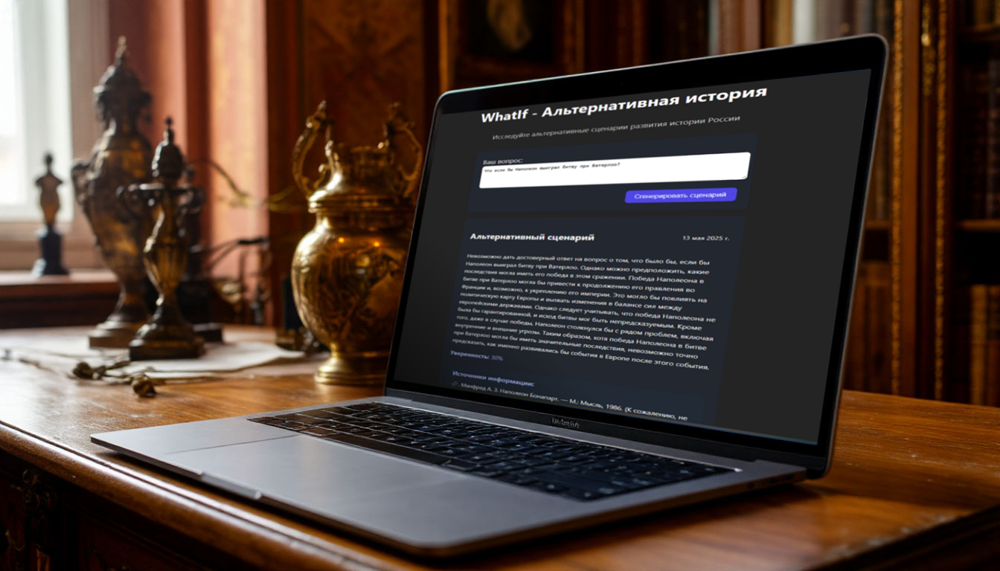 WhatIf - Альтернативная история
Исследуйте альтернативные сценарии развития истории России
Ваш вопрос:
Что если бы Наполеон выиграл битву при Ватерлоо?
Сгенерировать сценарий
Альтернативный сценарий
13 мая 2025 г.
Невозможно дать достоверный ответ на вопрос о том, что было бы, если бы
Наполеон выиграл битву при Ватерлоо. Однако можно предположить, какие
последствия могла иметь его победа в этом сражении. Победа Наполеона в
битве при Ватерлоо могла бы привести к продолжению его правления во
Франции и, возможно, к укреплению его империи. Это могло бы повлиять на
политическую карту Европы и вызвать изменения в балансе сил между
европейскими державами. Однако следует учитывать, что победа Наполеона не
была бы гарантированной, и исход битвы мог быть непредсказуемым. Кроме
того, даже в случае победы, Наполеон столкнулся бы с рядом проблем, включая
внутренние и внешние угрозы. Таким образом, хотя победа Наполеона в битве
при Ватерлоо могла бы иметь значительные последствия, невозможно точно
предсказать, как именно развивались бы события в Европе после этого события.
Уверенность: 30%
Источники информации:
. Манфред А. З. Наполеон Бонапарт. — М.: Мысль, 1986. (К сожалению, не